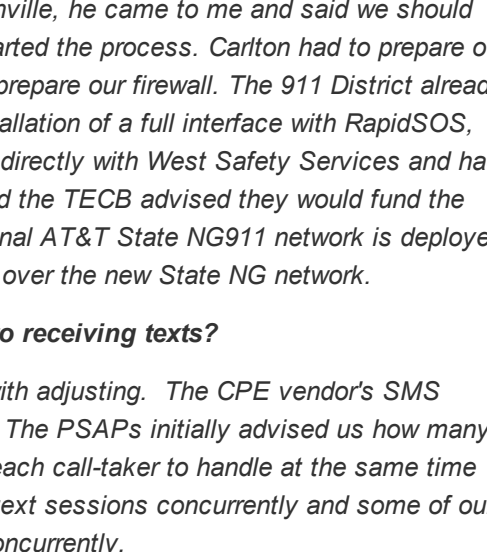 nville, he came to me and said we should
arted the process. Carlton had to prepare o
prepare our firewall. The 911 District alread
allation of a full interface with RapidSOS,
directly with West Safety Services and ha
d the TECB advised they would fund the
nal AT&T State NG911 network is deploye
over the new State NG network.
to receiving texts?
with adjusting. The CPE vendor's SMS
The PSAPs initially advised us how many
each call-taker to handle at the same time
text sessions concurrently and some of ou
oncurrently.